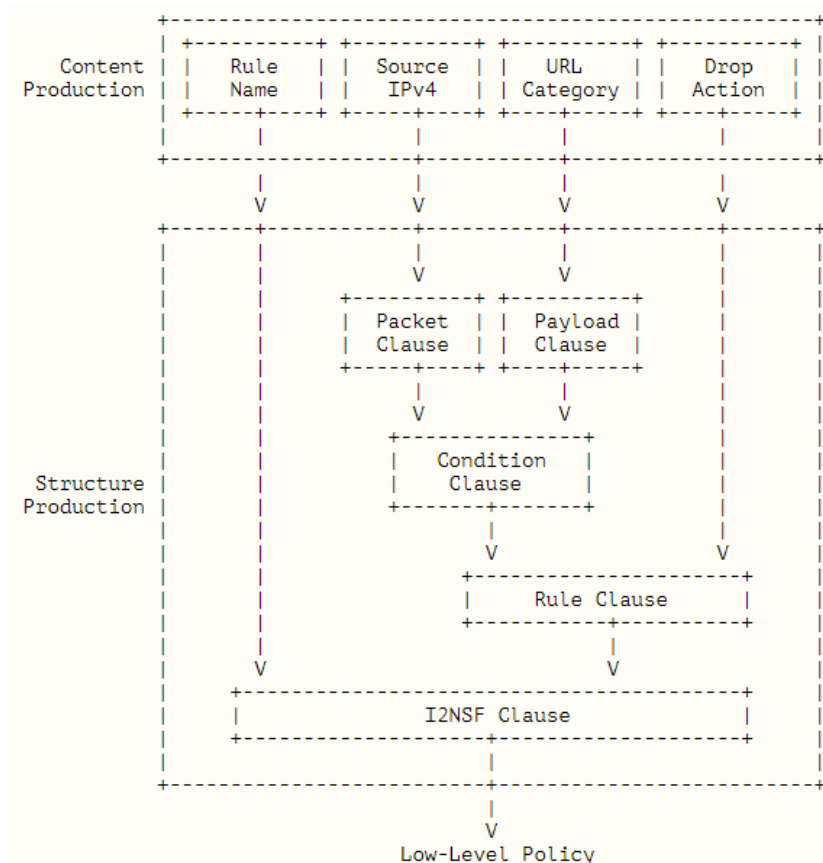 Content Production
Rule Name
Source IPv4
URL Category
Drop Action
V V V V
V V
Packet Clause
Payload Clause
V V
Condition Clause
Structure Production
V V
Rule Clause
V V
I2NSF Clause
V
Low-Level Policy